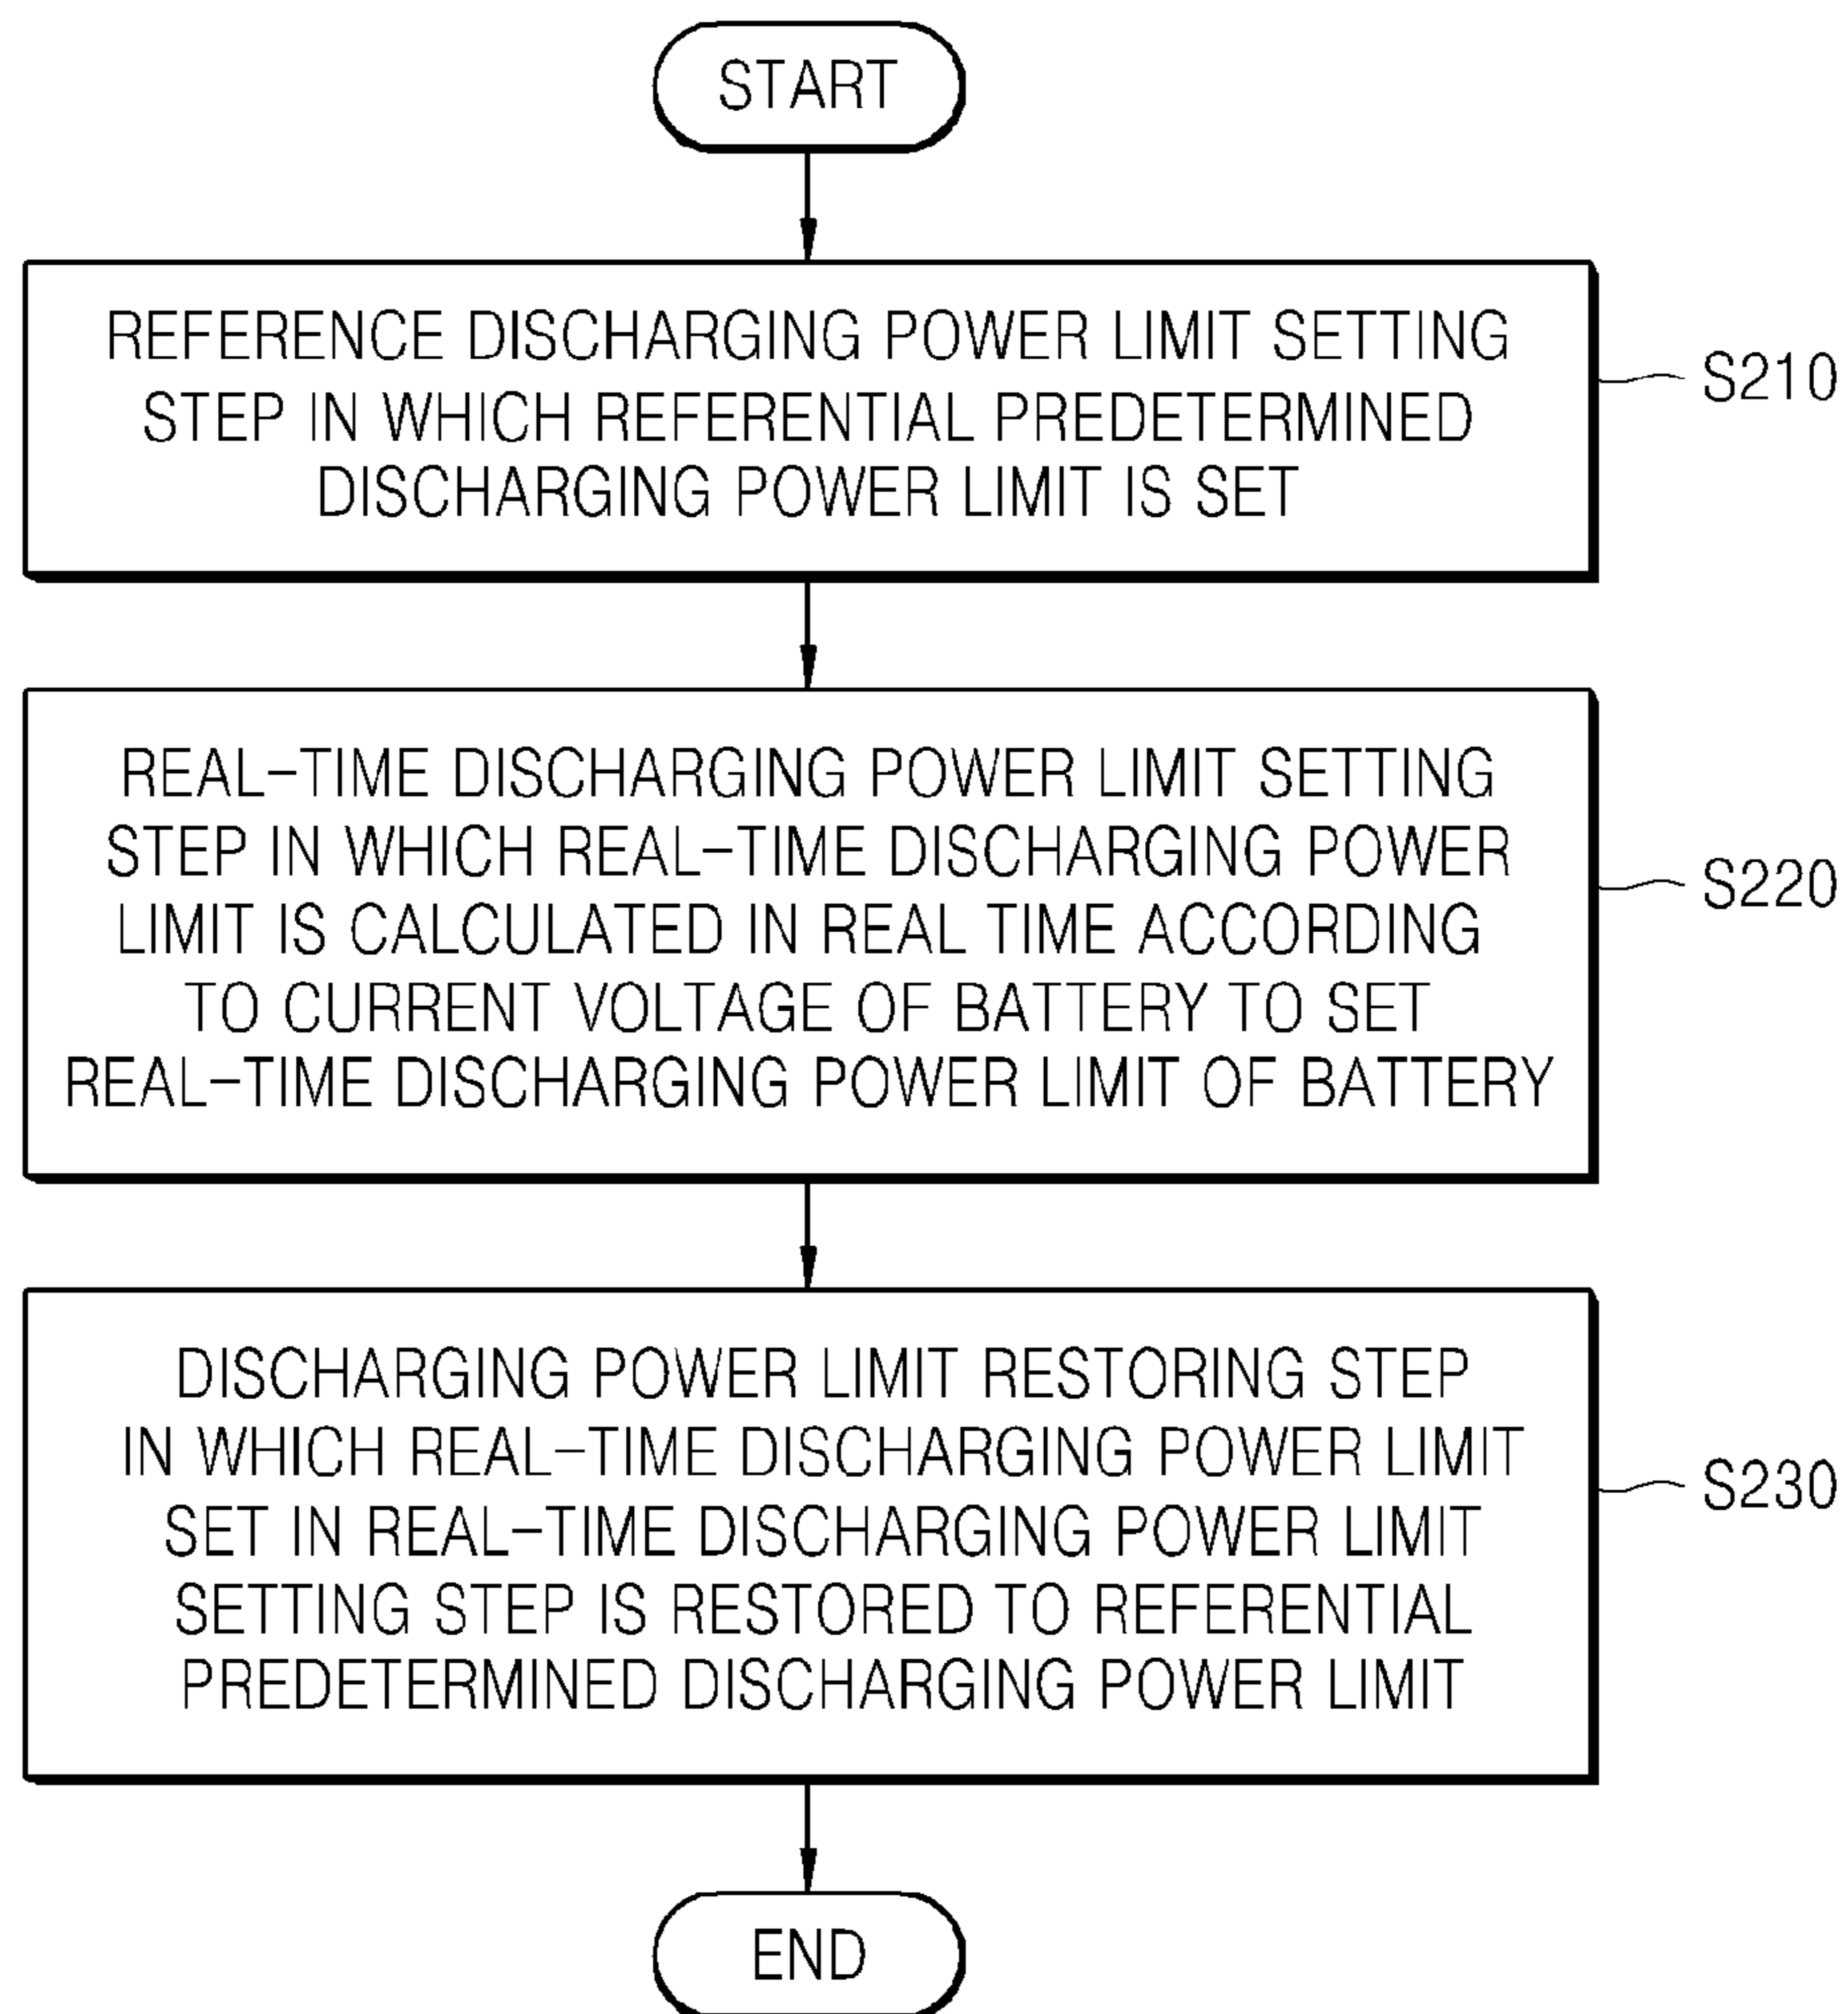 START
REFERENCE DISCHARGING POWER LIMIT SETTING
STEP IN WHICH REFERENTIAL PREDETERMINED
DISCHARGING POWER LIMIT IS SET
S210
REAL-TIME DISCHARGING POWER LIMIT SETTING
STEP IN WHICH REAL-TIME DISCHARGING POWER
LIMIT IS CALCULATED IN REAL TIME ACCORDING
TO CURRENT VOLTAGE OF BATTERY TO SET
REAL-TIME DISCHARGING POWER LIMIT OF BATTERY
S220
DISCHARGING POWER LIMIT RESTORING STEP
IN WHICH REAL-TIME DISCHARGING POWER LIMIT
SET IN REAL-TIME DISCHARGING POWER LIMIT
SETTING STEP IS RESTORED TO REFERENTIAL
PREDETERMINED DISCHARGING POWER LIMIT
S230
END